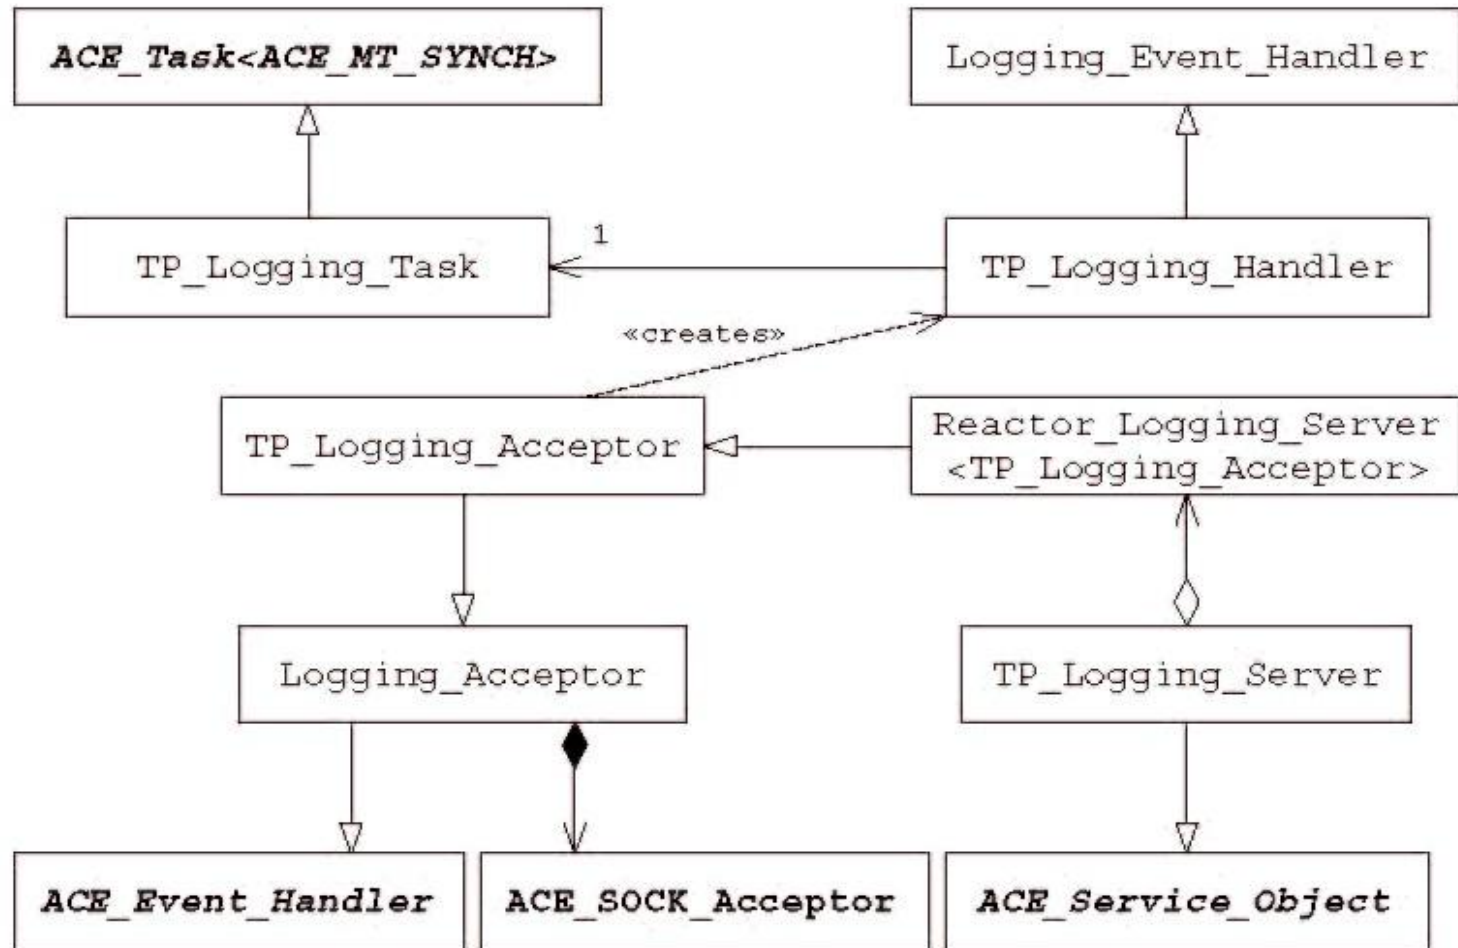 ACE_Task<ACE_MT_SYNCH>
Logging_Event_Handler
1
TP_Logging_Task
TP_Logging_Handler
«creates»
TP_Logging_Acceptor
Reactor_Logging_Server
<TP_Logging_Acceptor>
Logging_Acceptor
TP_Logging_Server
ACE_Event_Handler
ACE_SOCK_Acceptor
ACE_Service_Object